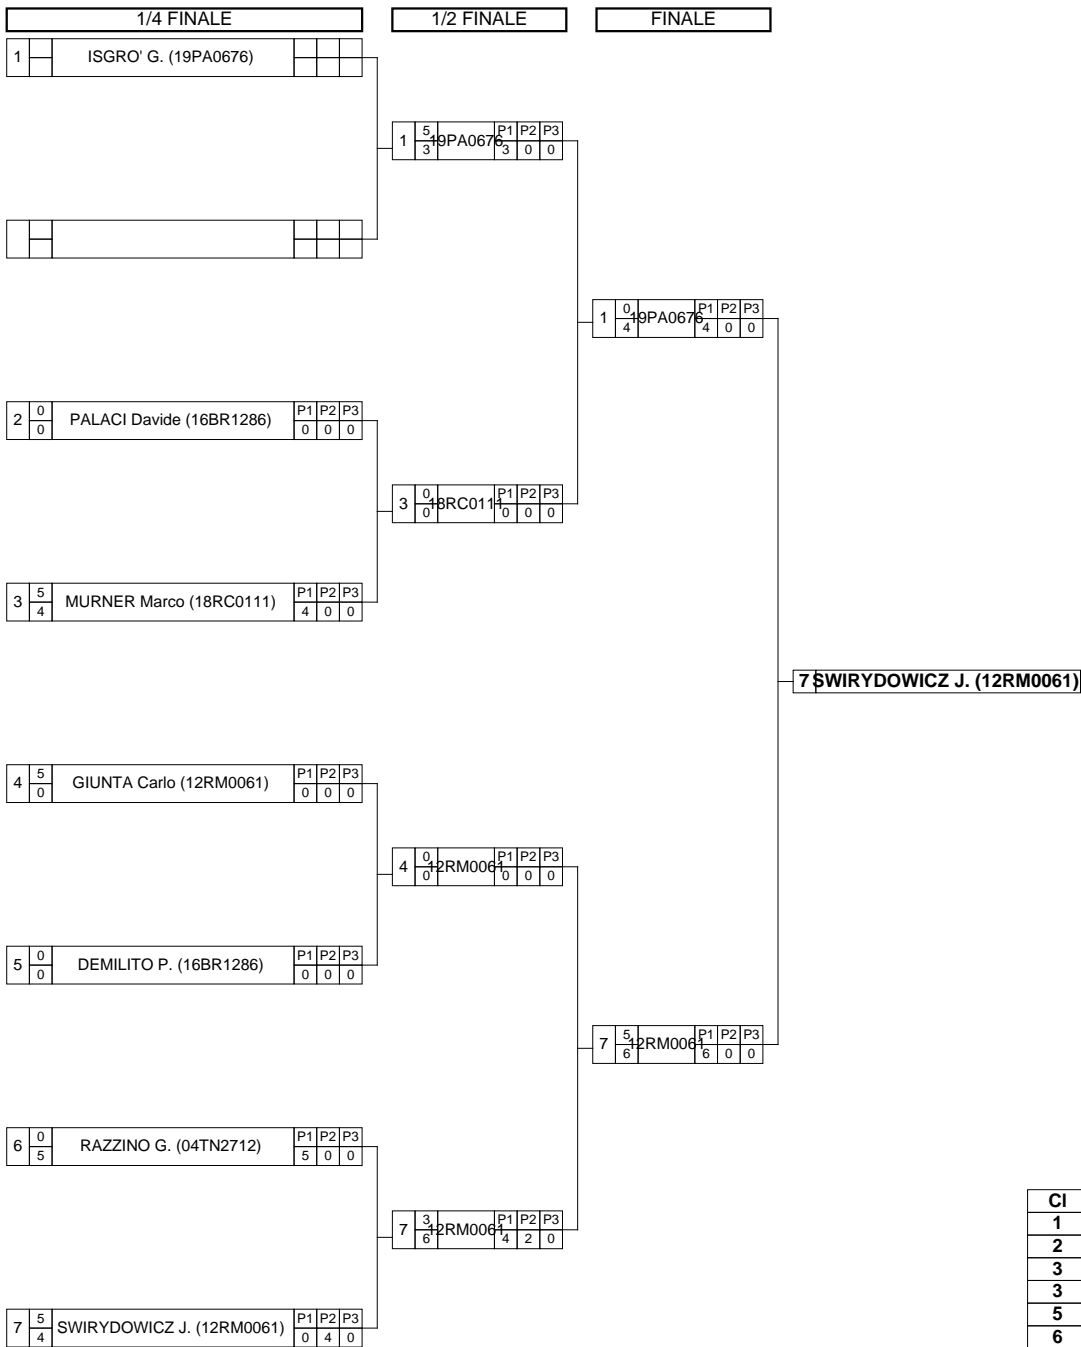 1/4 FINALE 1/2 FINALE FINALE
1 ISGRO' G. (19PA0676)
5 P1 P2 P3
1 19PA0676
3 3 0 0
0 P1 P2 P3
1 19PA0676
4 4 0 0
0 P1 P2 P3
2 PALACI Davide (16BR1286)
0 0 0 0
0 P1 P2 P3
3 18RC0111
0 0 0 0
5 P1 P2 P3
3 MURNER Marco (18RC0111)
4 4 0 0
7 SWIRYDOWICZ J. (12RM0061)
5 P1 P2 P3
4 GIUNTA Carlo (12RM0061)
0 0 0 0
0 P1 P2 P3
4 12RM0061
0 0 0 0
0 P1 P2 P3
5 DEMILITO P. (16BR1286)
0 0 0 0
5 P1 P2 P3
7 12RM0061
6 6 0 0
0 P1 P2 P3
6 RAZZINO G. (04TN2712)
5 5 0 0
3 P1 P2 P3
7 12RM0061
6 4 2 0
5 P1 P2 P3
7 SWIRYDOWICZ J. (12RM0061)
4 0 4 0
Cl
1
2
3
3
5
6